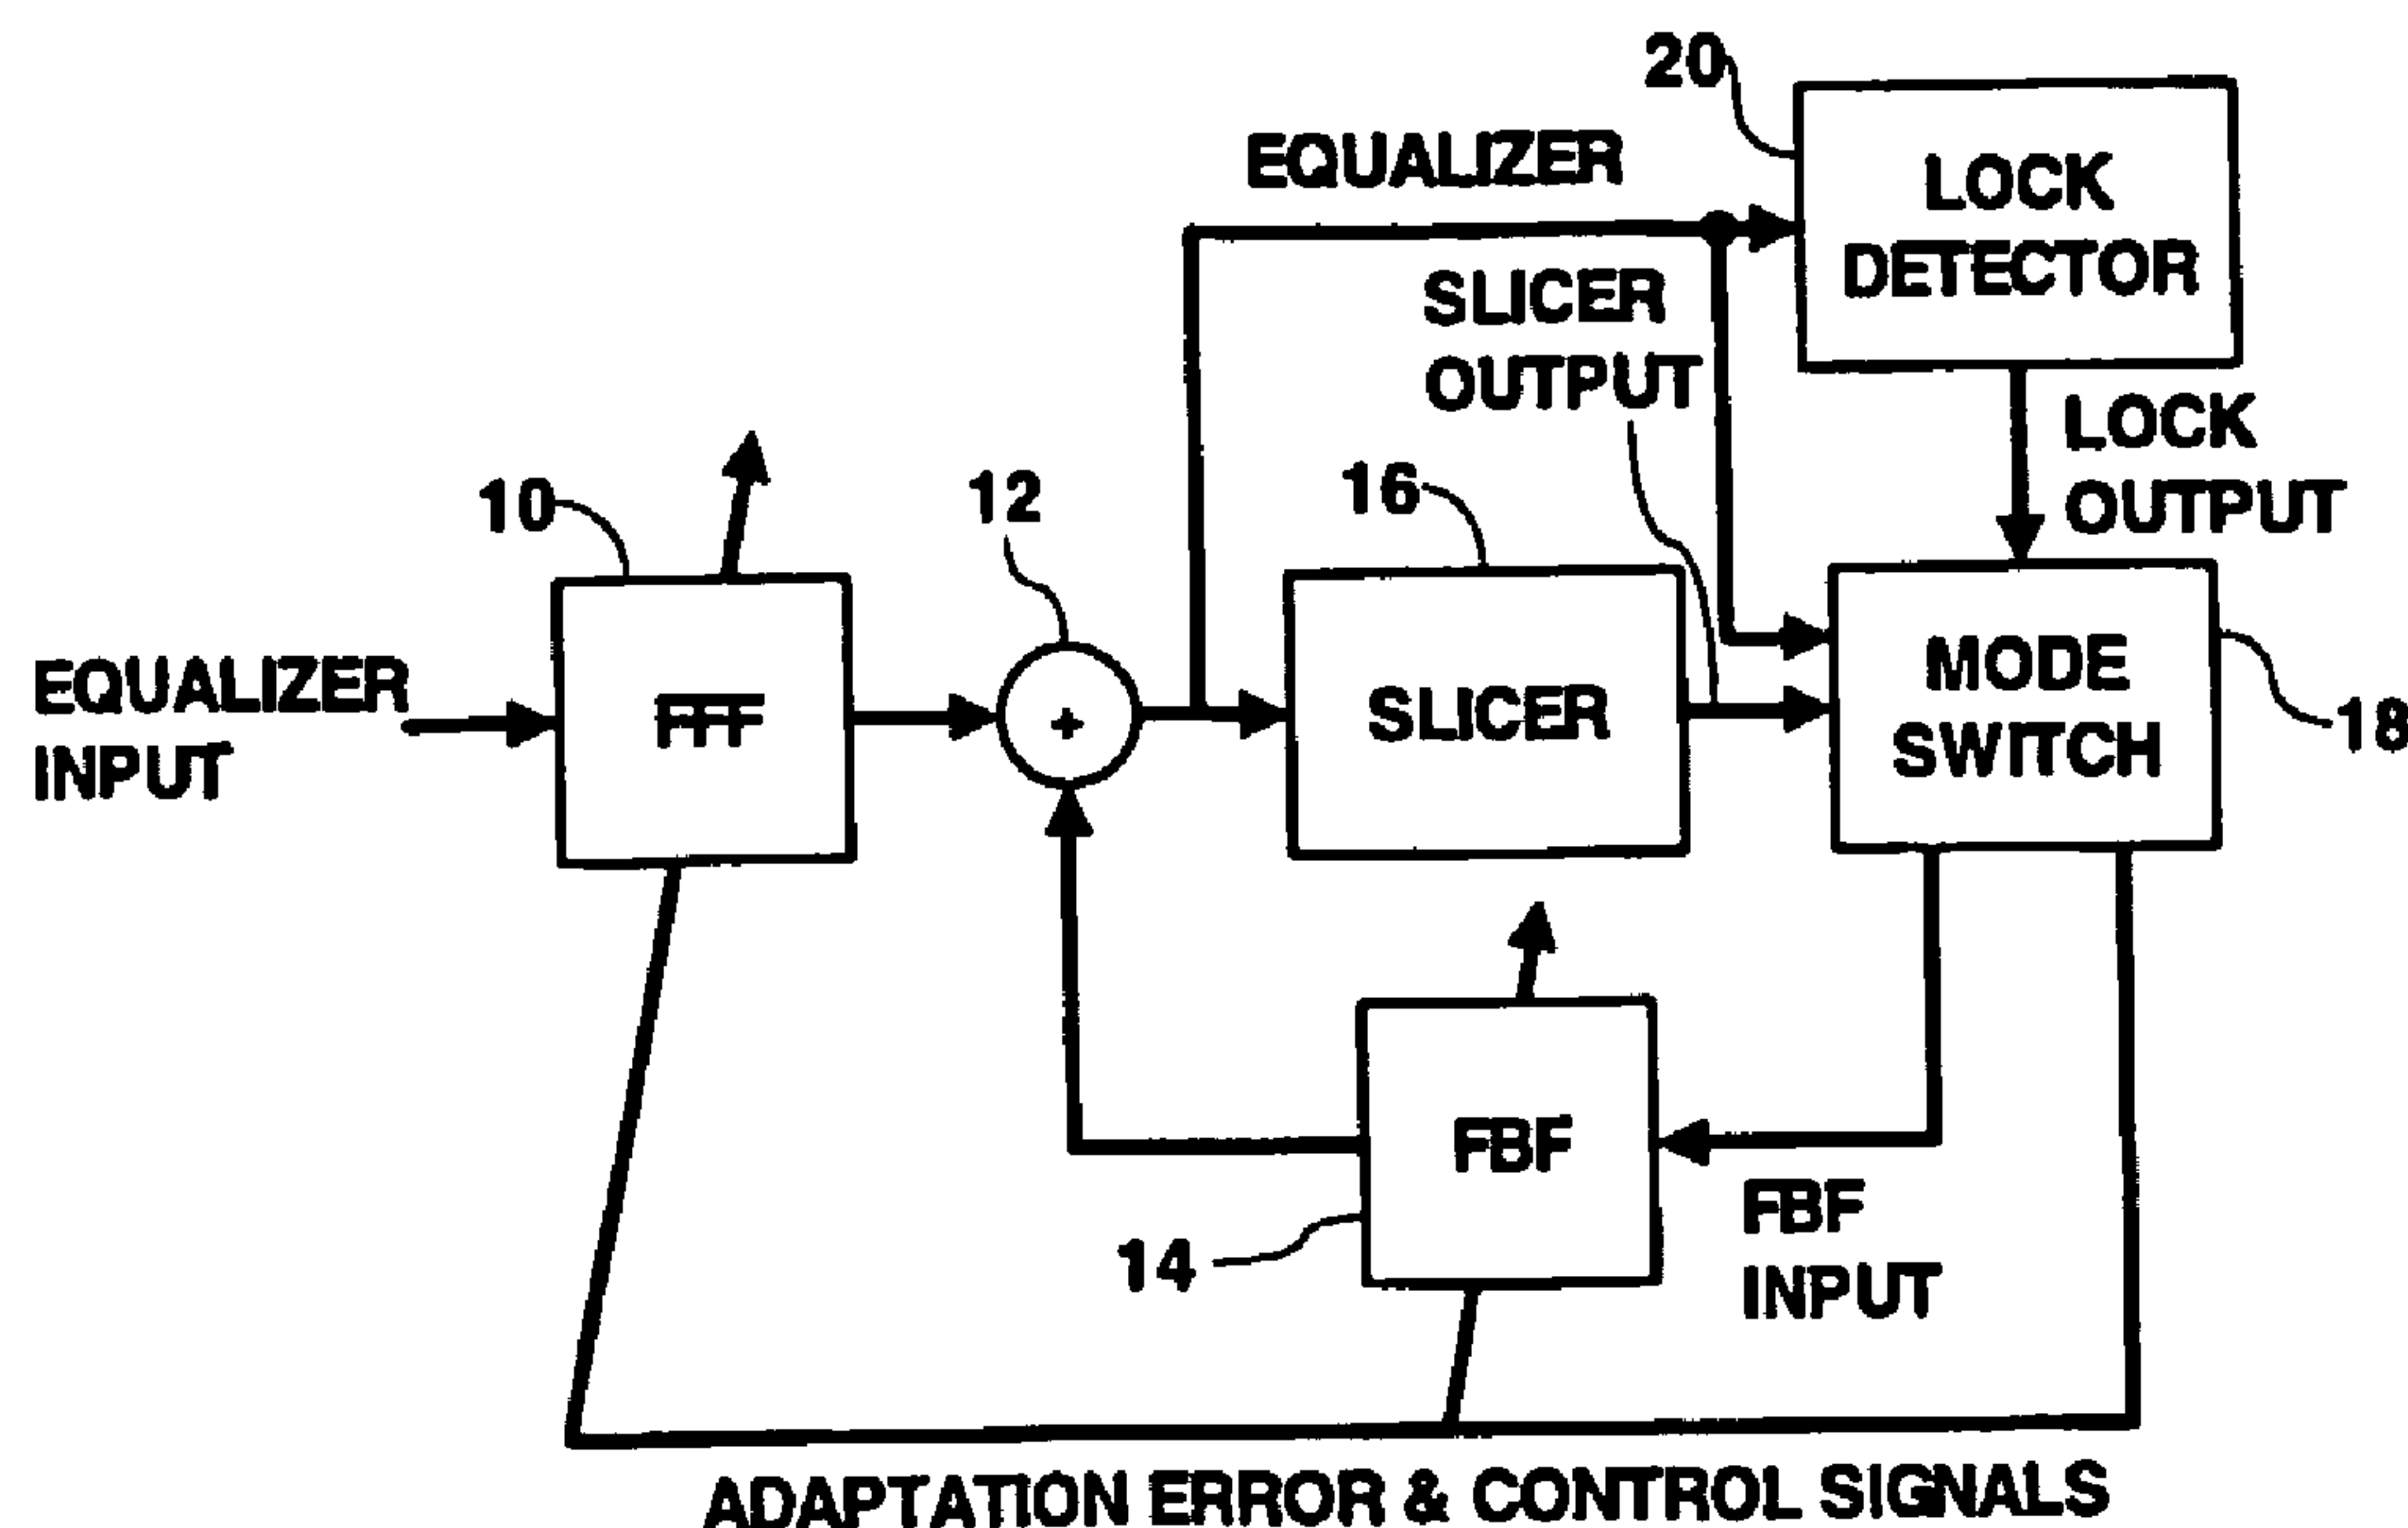 20
LOCK
DETECTOR
EQUALIZER
SLICER
OUTPUT
LOCK
OUTPUT
10
12
16
EQUALIZER
INPUT
FFF
+
SLICER
MODE
SWITCH
18
FBF
14
FBF
INPUT
ADAPTATION ERROR & CONTROL SIGNALS